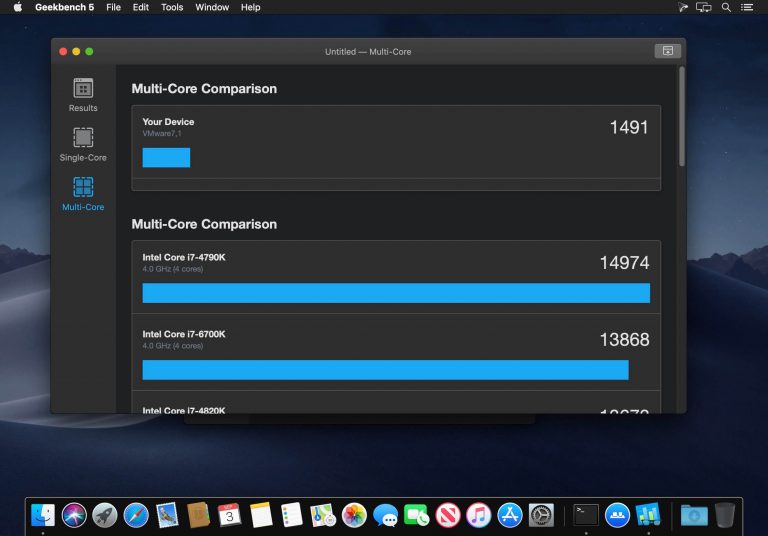 Geekbench 5 File Edit Tools Window Help
Untitled — Multi-Core
Results
Single-Core
Multi-Core
Multi-Core Comparison
Your Device
1491
VMware7,1
Multi-Core Comparison
Intel Core i7-4790K
14974
4.0 GHz (4 cores)
Intel Core i7-6700K
13868
4.0 GHz (4 cores)
Intel Core i7-4820K
3